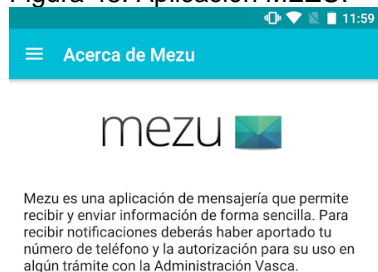 Figura 43. Aplicación MEZU.
11:59
Acerca de Mezu
mezu
Mezu es una aplicación de mensajería que permite
recibir y enviar información de forma sencilla. Para
recibir notificaciones deberás haber aportado tu
número de teléfono y la autorización para su uso en
algún trámite con la Administración Vasca.